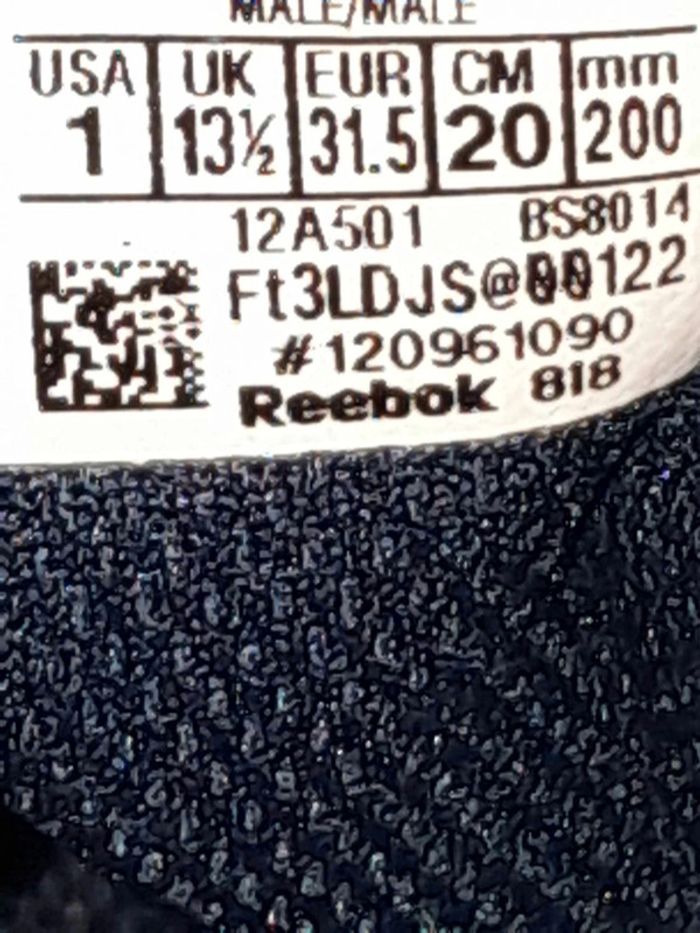 MALE/MALE
USA UK EUR CM mm
1 13½ 31.5 20 200
12A501 BS8014
#120961090
Reebok 818